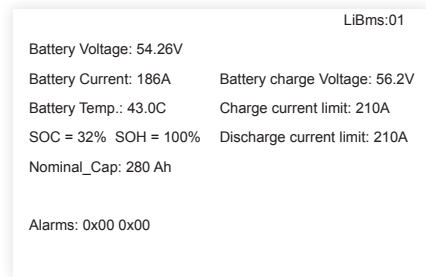 LiBms:01
Battery Voltage: 54.26V
Battery Current: 186A Battery charge Voltage: 56.2V
Battery Temp.: 43.0C Charge current limit: 210A
SOC = 32% SOH = 100% Discharge current limit: 210A
Nominal_Cap: 280 Ah
Alarms: 0x00 0x00